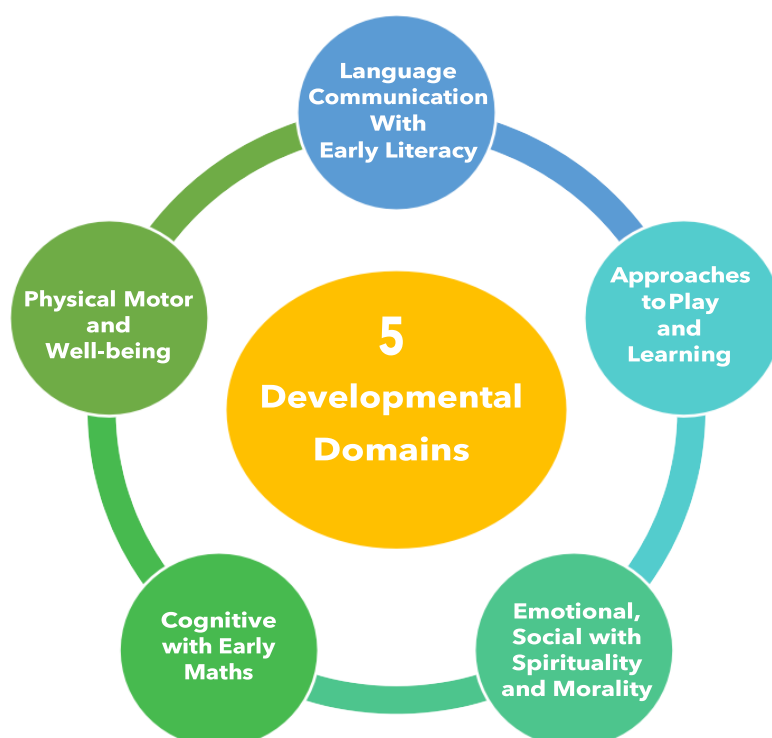 Language
Communication
With
Early Literacy
Approaches
to Play
and
Learning
Emotional,
Social with
Spirituality
and Morality
Cognitive
with Early
Maths
Physical Motor
and
Well-being
5
Developmental
Domains